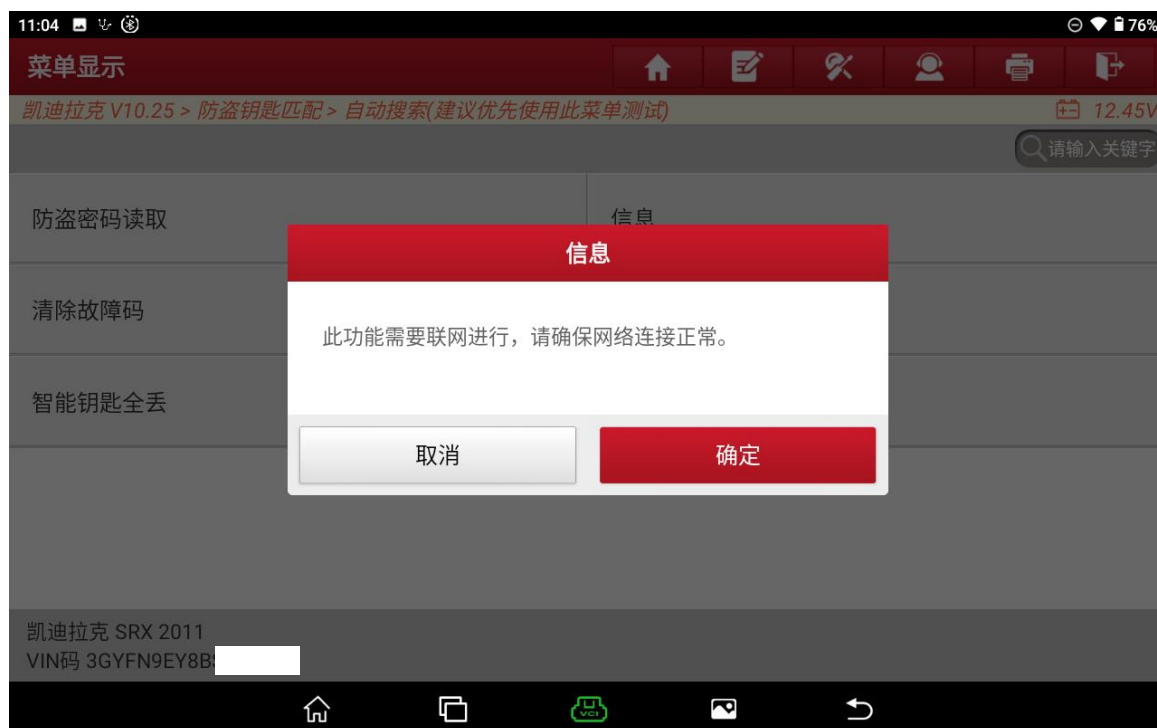 11:04
76%
菜单显示
凯迪拉克 V10.25 > 防盗钥匙匹配 > 自动搜索(建议优先使用此菜单测试)
12.45V
请输入关键字
防盗密码读取
信息
信息
清除故障码
此功能需要联网进行，请确保网络连接正常。
智能钥匙全丢
取消
确定
凯迪拉克 SRX 2011
VIN码 3GYFN9EY8B
VCI